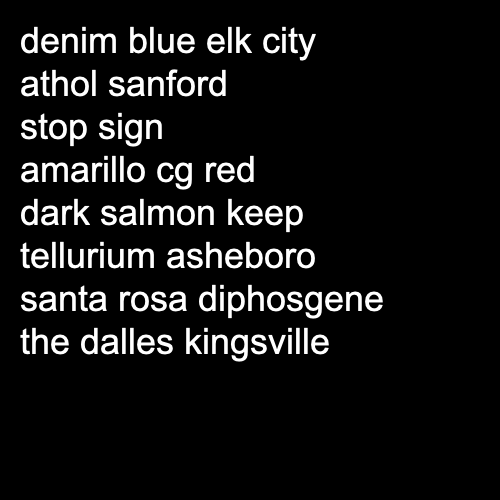 denim blue elk city
athol sanford
stop sign
amarillo cg red
dark salmon keep
tellurium asheboro
santa rosa diphosgene
the dalles kingsville